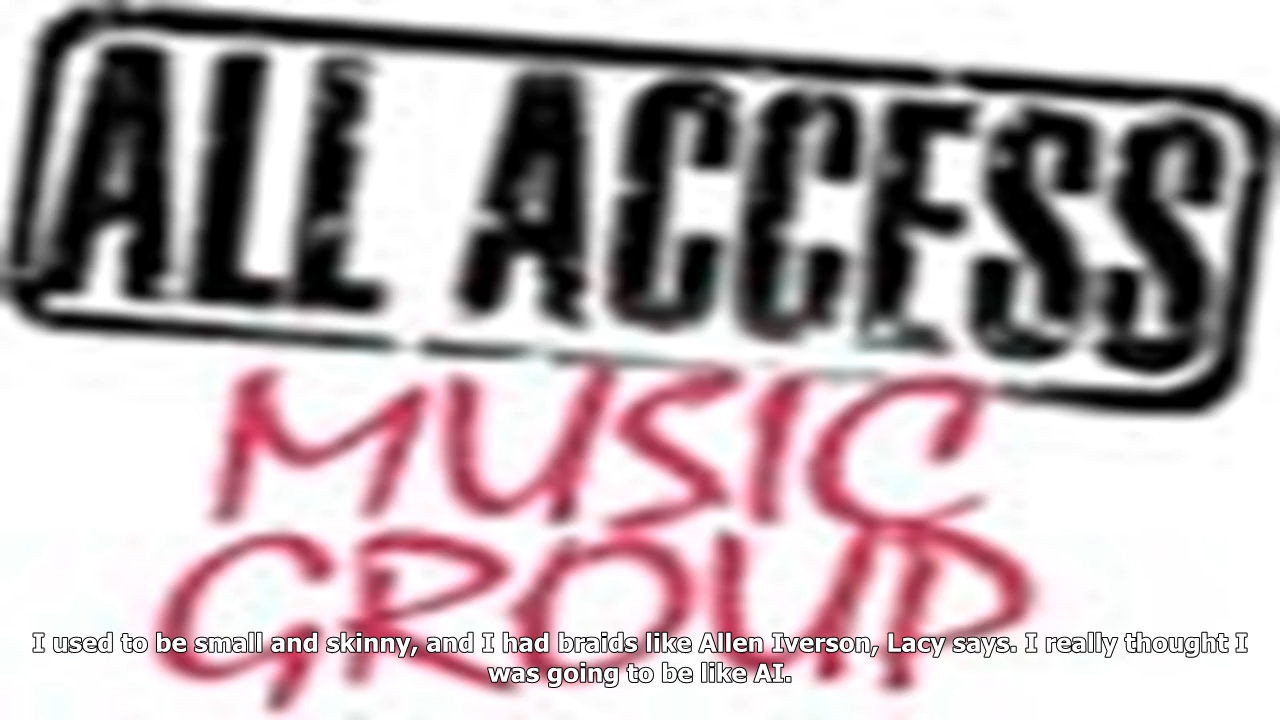 ALL ACCESS
MUSIC
GROUP
I used to be small and skinny, and I had braids like Allen Iverson, Lacy says. I really thought I
was going to be like AI.